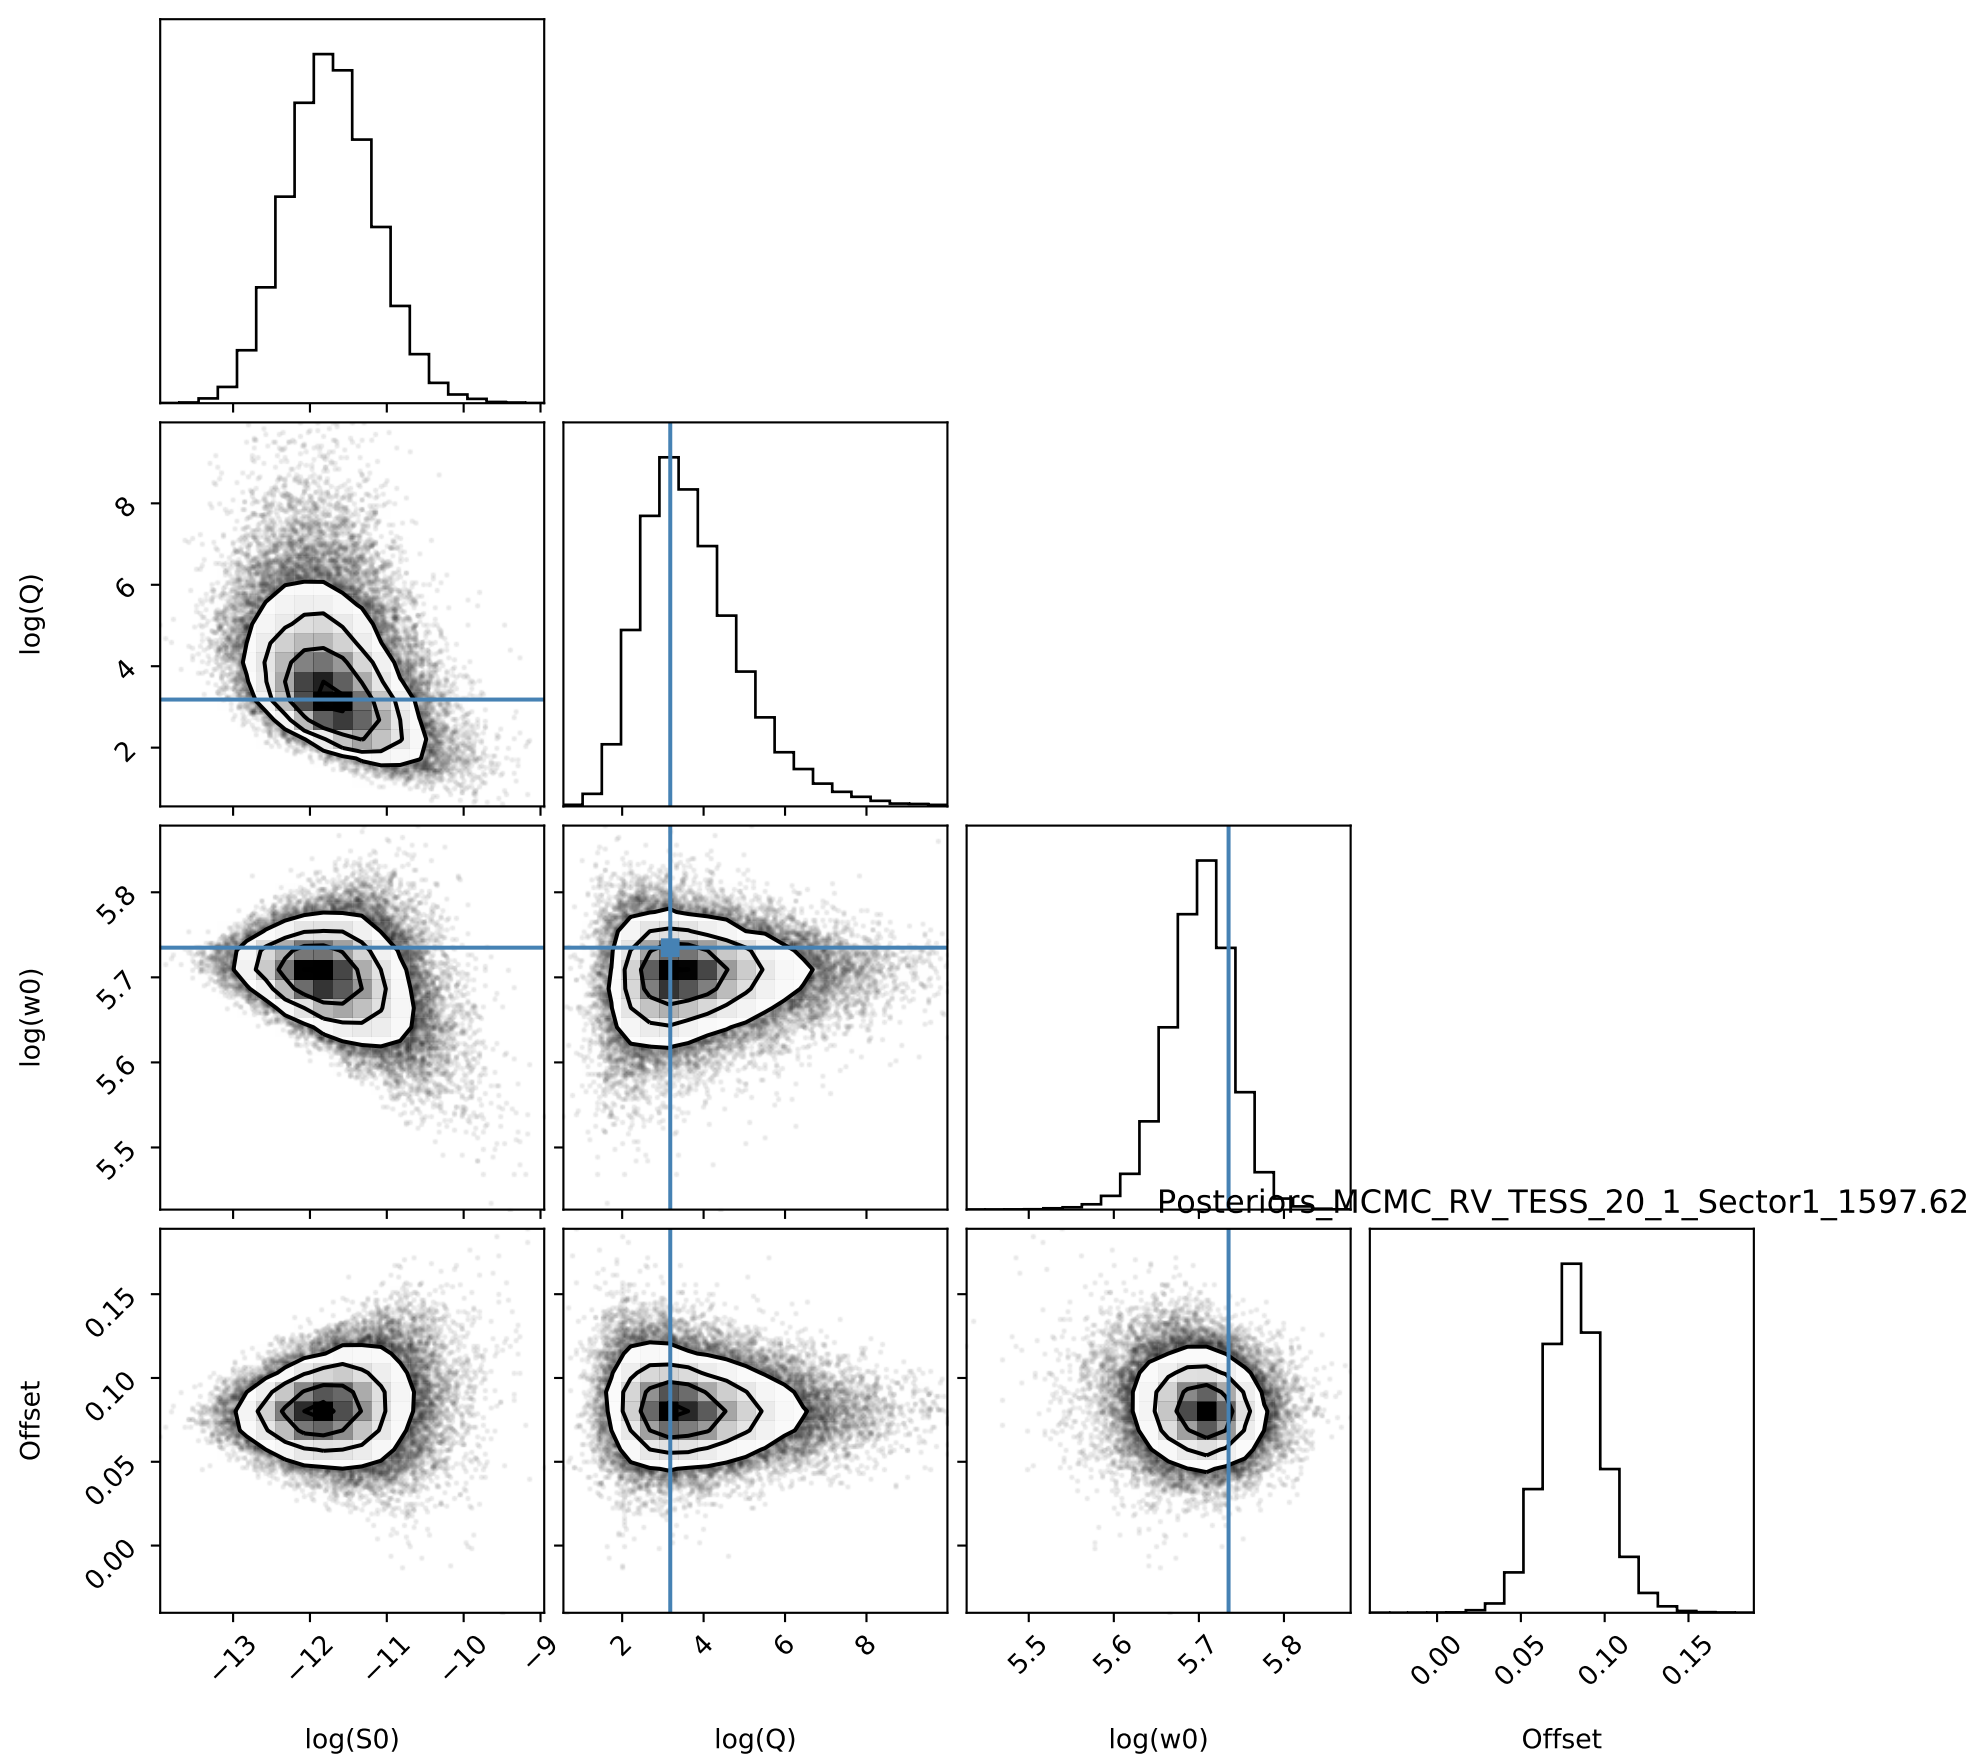 log(Q)
8
6
4
2
log(w0)
5.8
5.7
5.6
5.5
Posteriors_MCMC_RV_TESS_20_1_Sector1_1597.62
Offset
0.15
0.10
0.05
0.00
−13 −12 −11 −10 −9 2 4 6 8 5.5 5.6 5.7 5.8 0.00 0.05 0.10 0.15
log(S0) log(Q) log(w0) Offset